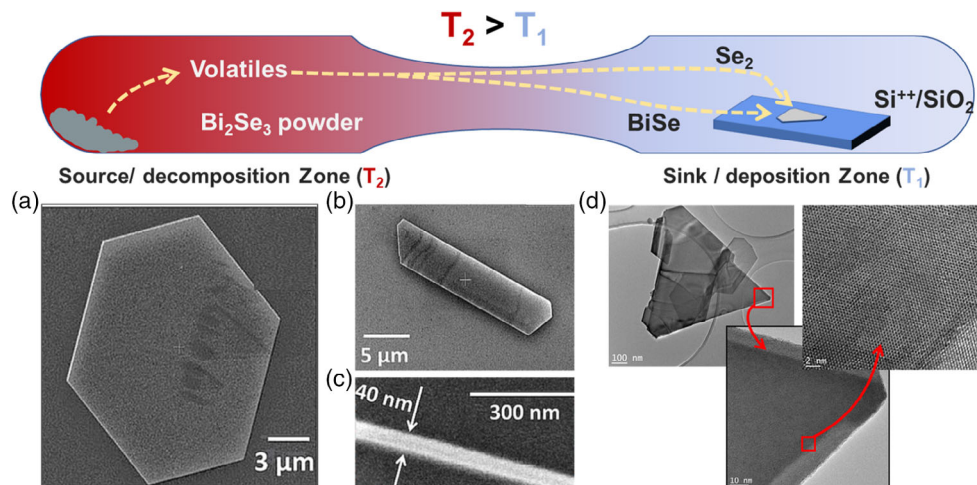 T₂ > T₁
Volatiles
Se₂
Si⁺⁺/SiO₂
Bi₂Se₃ powder
BiSe
Source/ decomposition Zone (T₂)
Sink / deposition Zone (T₁)
(a)
3 μm
(b)
5 μm
(c)
40 nm
300 nm
(d)
100 nm
2 nm
10 nm